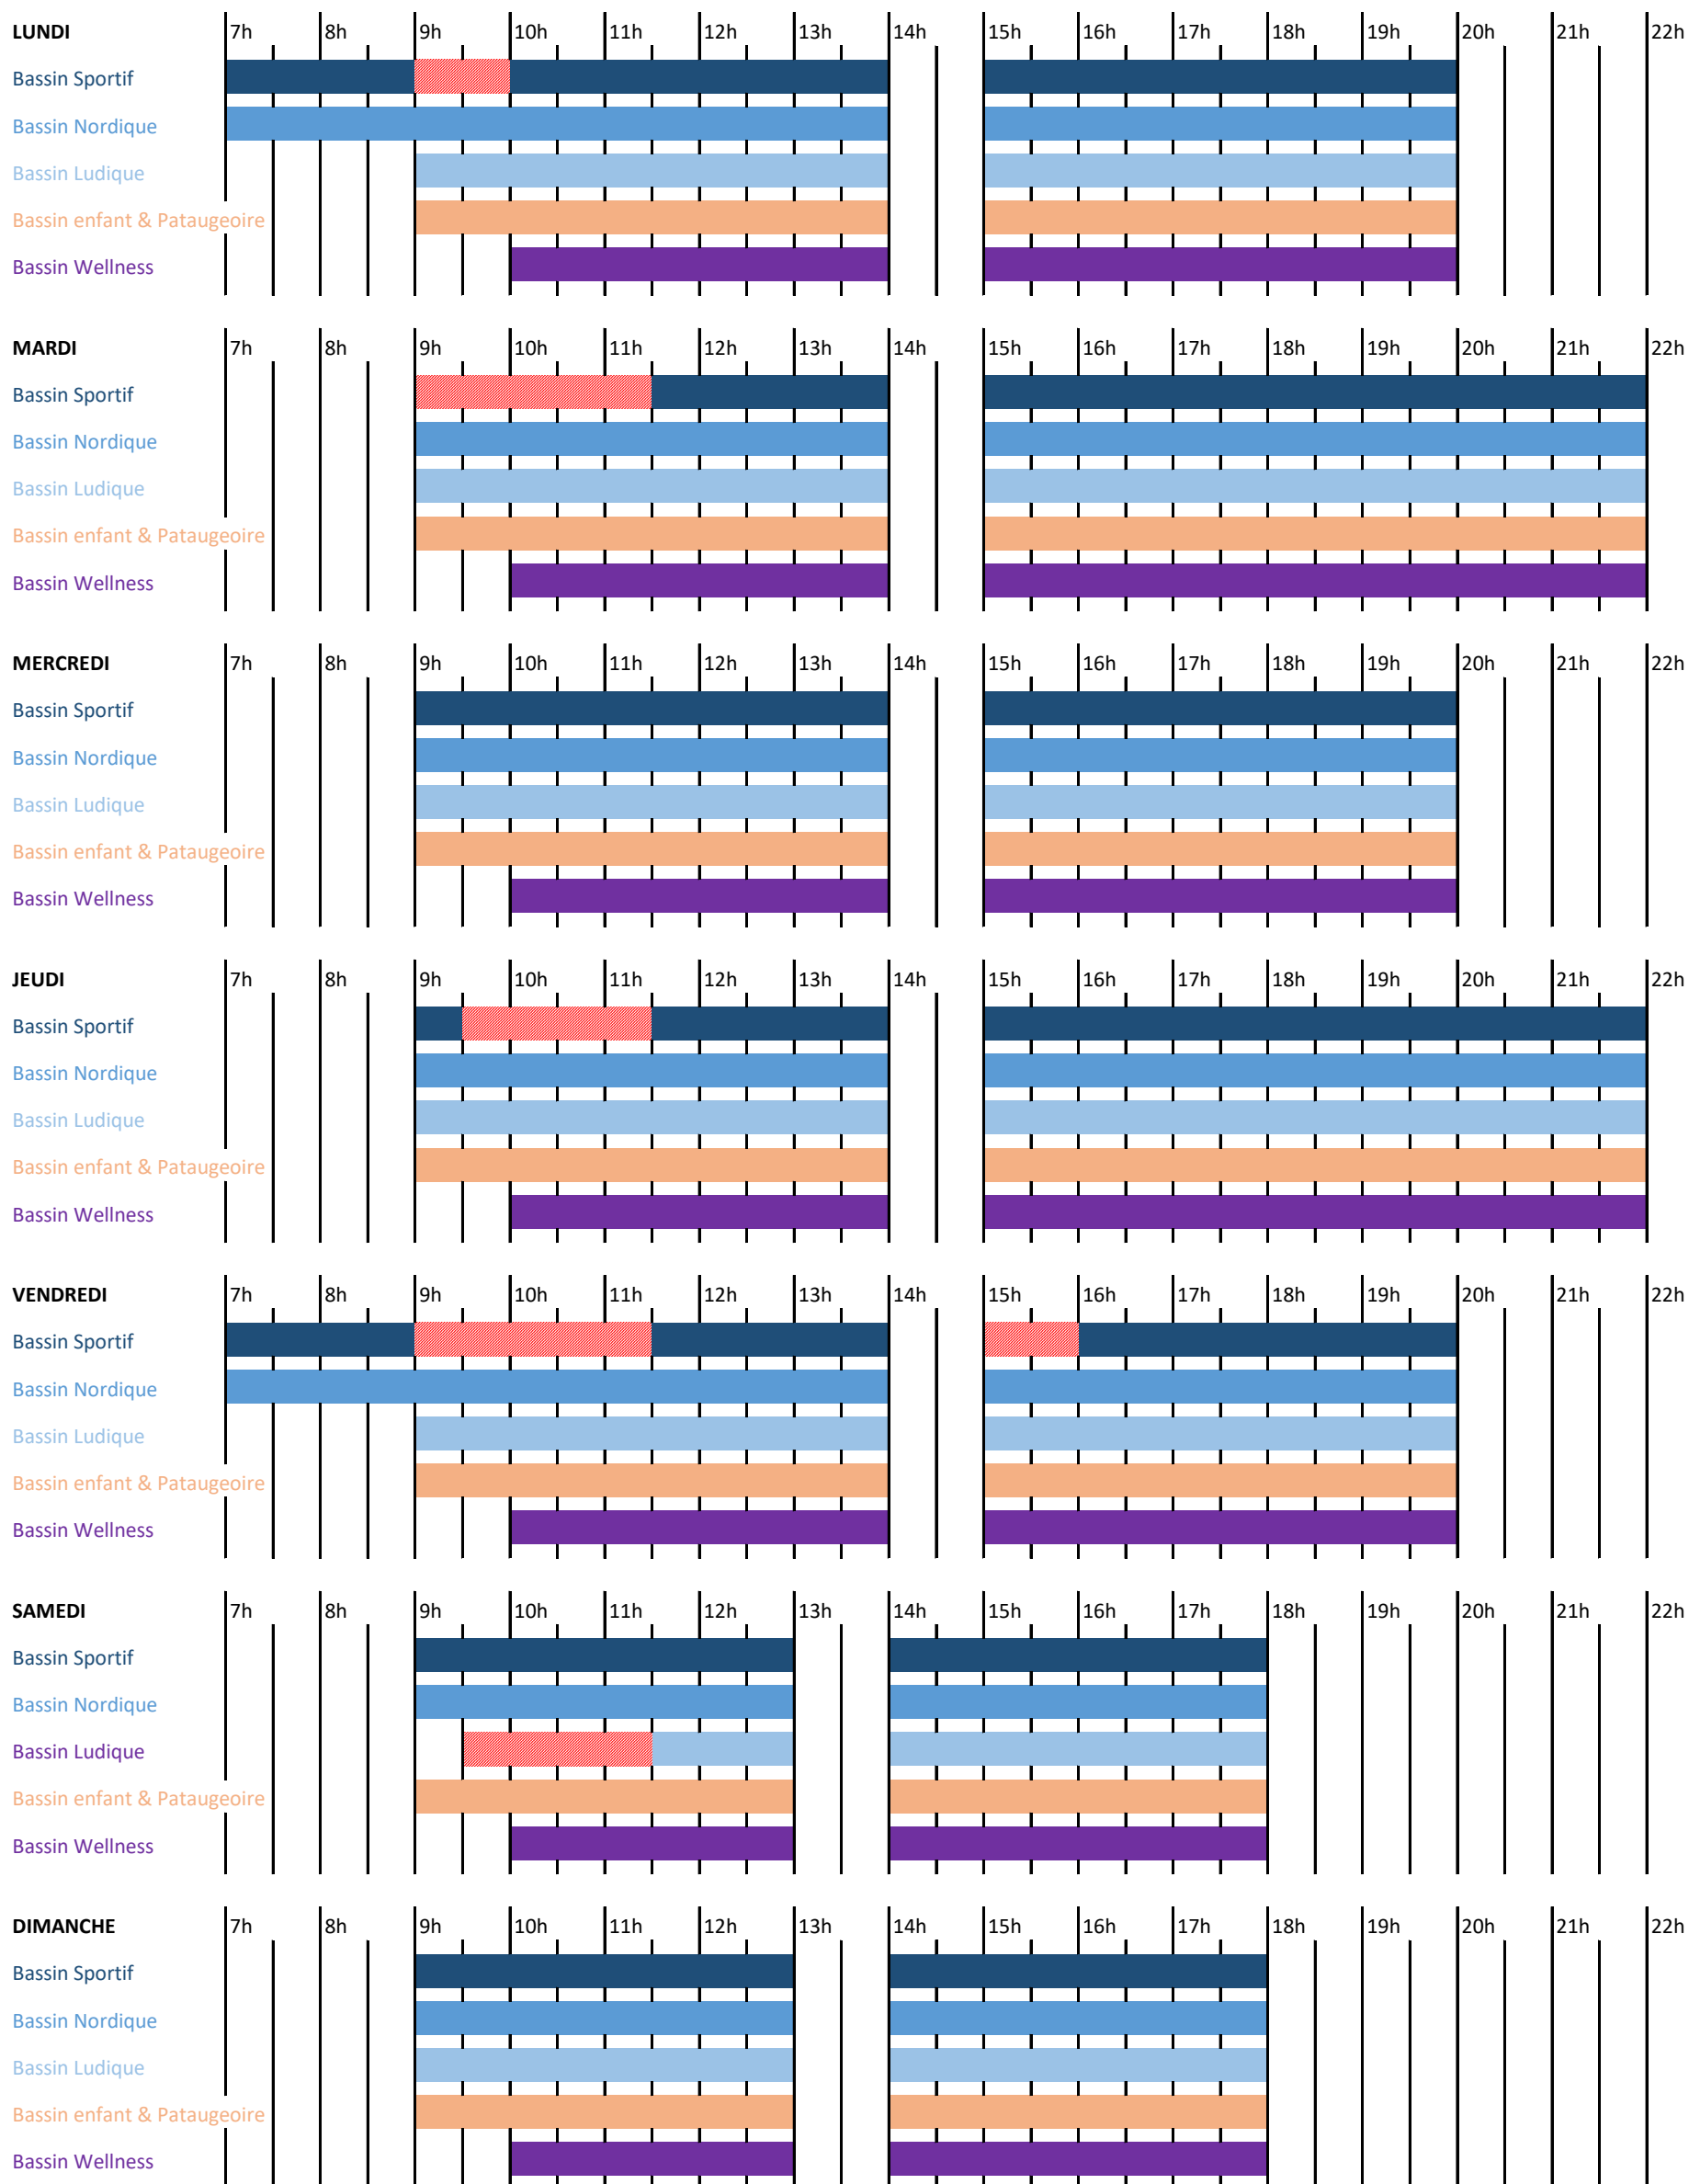 LUNDI 7h 8h 9h 10h 11h 12h 13h 14h 15h 16h 17h 18h 19h 20h 21h 22h
Bassin Sportif
Bassin Nordique
Bassin Ludique
Bassin enfant & Pataugeoire
Bassin Wellness
MARDI 7h 8h 9h 10h 11h 12h 13h 14h 15h 16h 17h 18h 19h 20h 21h 22h
Bassin Sportif
Bassin Nordique
Bassin Ludique
Bassin enfant & Pataugeoire
Bassin Wellness
MERCREDI 7h 8h 9h 10h 11h 12h 13h 14h 15h 16h 17h 18h 19h 20h 21h 22h
Bassin Sportif
Bassin Nordique
Bassin Ludique
Bassin enfant & Pataugeoire
Bassin Wellness
JEUDI 7h 8h 9h 10h 11h 12h 13h 14h 15h 16h 17h 18h 19h 20h 21h 22h
Bassin Sportif
Bassin Nordique
Bassin Ludique
Bassin enfant & Pataugeoire
Bassin Wellness
VENDREDI 7h 8h 9h 10h 11h 12h 13h 14h 15h 16h 17h 18h 19h 20h 21h 22h
Bassin Sportif
Bassin Nordique
Bassin Ludique
Bassin enfant & Pataugeoire
Bassin Wellness
SAMEDI 7h 8h 9h 10h 11h 12h 13h 14h 15h 16h 17h 18h 19h 20h 21h 22h
Bassin Sportif
Bassin Nordique
Bassin Ludique
Bassin enfant & Pataugeoire
Bassin Wellness
DIMANCHE 7h 8h 9h 10h 11h 12h 13h 14h 15h 16h 17h 18h 19h 20h 21h 22h
Bassin Sportif
Bassin Nordique
Bassin Ludique
Bassin enfant & Pataugeoire
Bassin Wellness